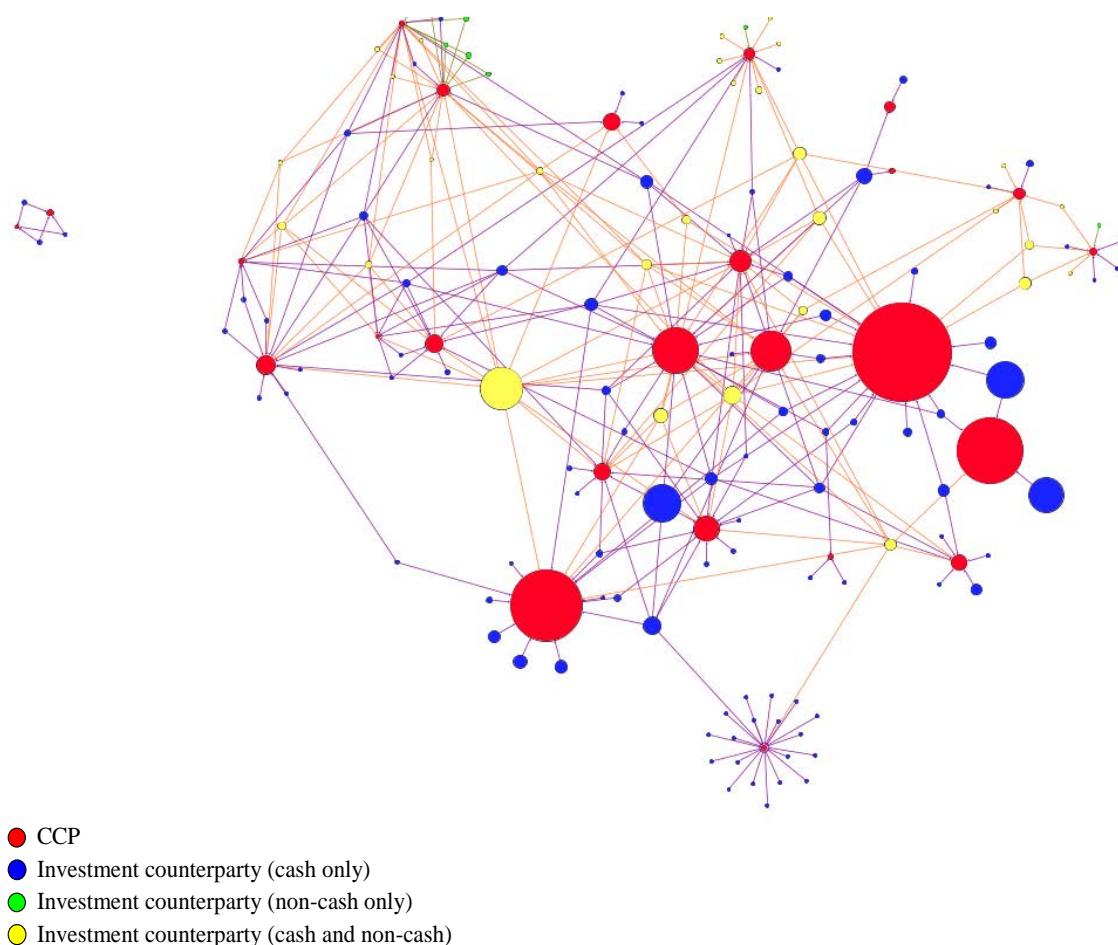 CCP
Investment counterparty (cash only)
Investment counterparty (non-cash only)
Investment counterparty (cash and non-cash)